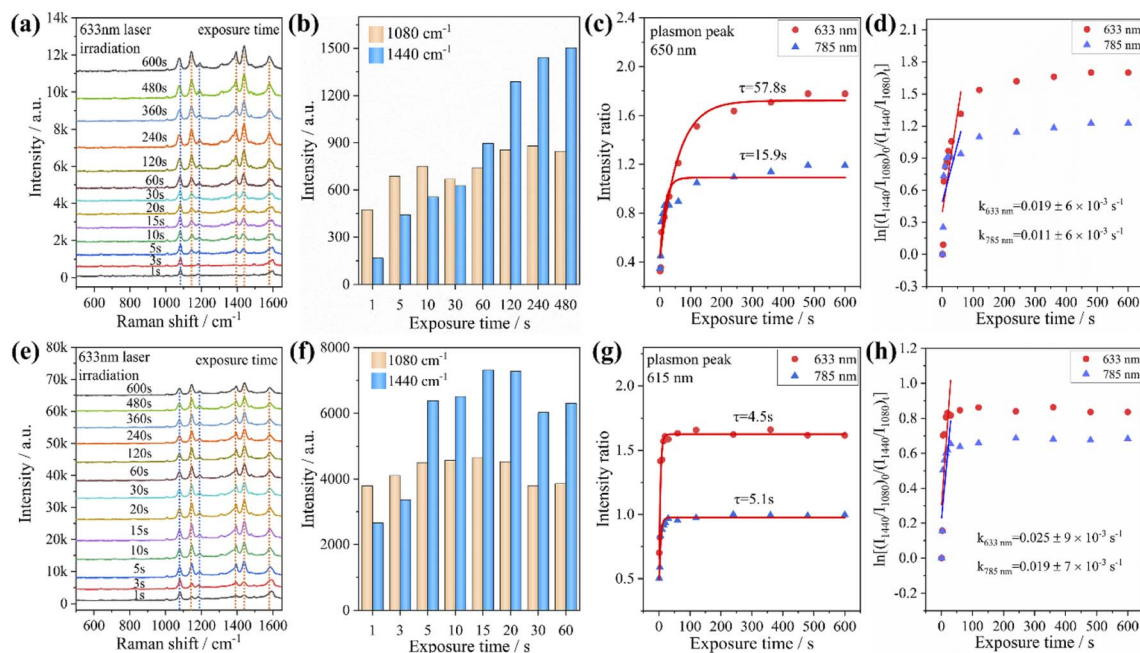 (a)
633nm laser exposure time
irradiation
600s
480s
360s
240s
120s
60s
30s
20s
15s
10s
5s
3s
1s
12k
10k
8k
6k
4k
2k
0
Intensity / a.u.
600 800 1000 1200 1400 1600
Raman shift / cm-1
(b)
1080 cm-1
1440 cm-1
1500
1200
900
600
300
0
Intensity / a.u.
1 5 10 30 60 120 240 480
Exposure time / s
(c)
plasmon peak
650 nm
633 nm
785 nm
τ=57.8s
τ=15.9s
2.0
1.6
1.2
0.8
0.4
Intensity ratio
0 100 200 300 400 500 600
Exposure time / s
(d)
633 nm
785 nm
2.1
1.5
0.9
0.3
-0.3
ln[(I1440/I1080)0/(I1440/I1080)t]
k633 nm=0.019 ± 6 × 10-3 s-1
k785 nm=0.011 ± 6 × 10-3 s-1
0 100 200 300 400 500 600
Exposure time / s
(e)
633nm laser exposure time
irradiation
600s
480s
360s
240s
120s
60s
30s
20s
15s
10s
5s
3s
1s
80k
70k
60k
50k
40k
30k
20k
10k
0
Intensity / a.u.
600 800 1000 1200 1400 1600
Raman shift / cm-1
(f)
1080 cm-1
1440 cm-1
8000
6000
4000
2000
0
Intensity / a.u.
1 3 5 10 15 20 30 60
Exposure time / s
(g)
plasmon peak
615 nm
633 nm
785 nm
τ=4.5s
τ=5.1s
2.0
1.5
1.0
0.5
Intensity ratio
0 100 200 300 400 500 600
Exposure time / s
(h)
633 nm
785 nm
1.2
1.0
0.8
0.6
0.4
0.2
0.0
-0.2
ln[(I1440/I1080)0/(I1440/I1080)t]
k633 nm=0.025 ± 9 × 10-3 s-1
k785 nm=0.019 ± 7 × 10-3 s-1
0 100 200 300 400 500 600
Exposure time / s